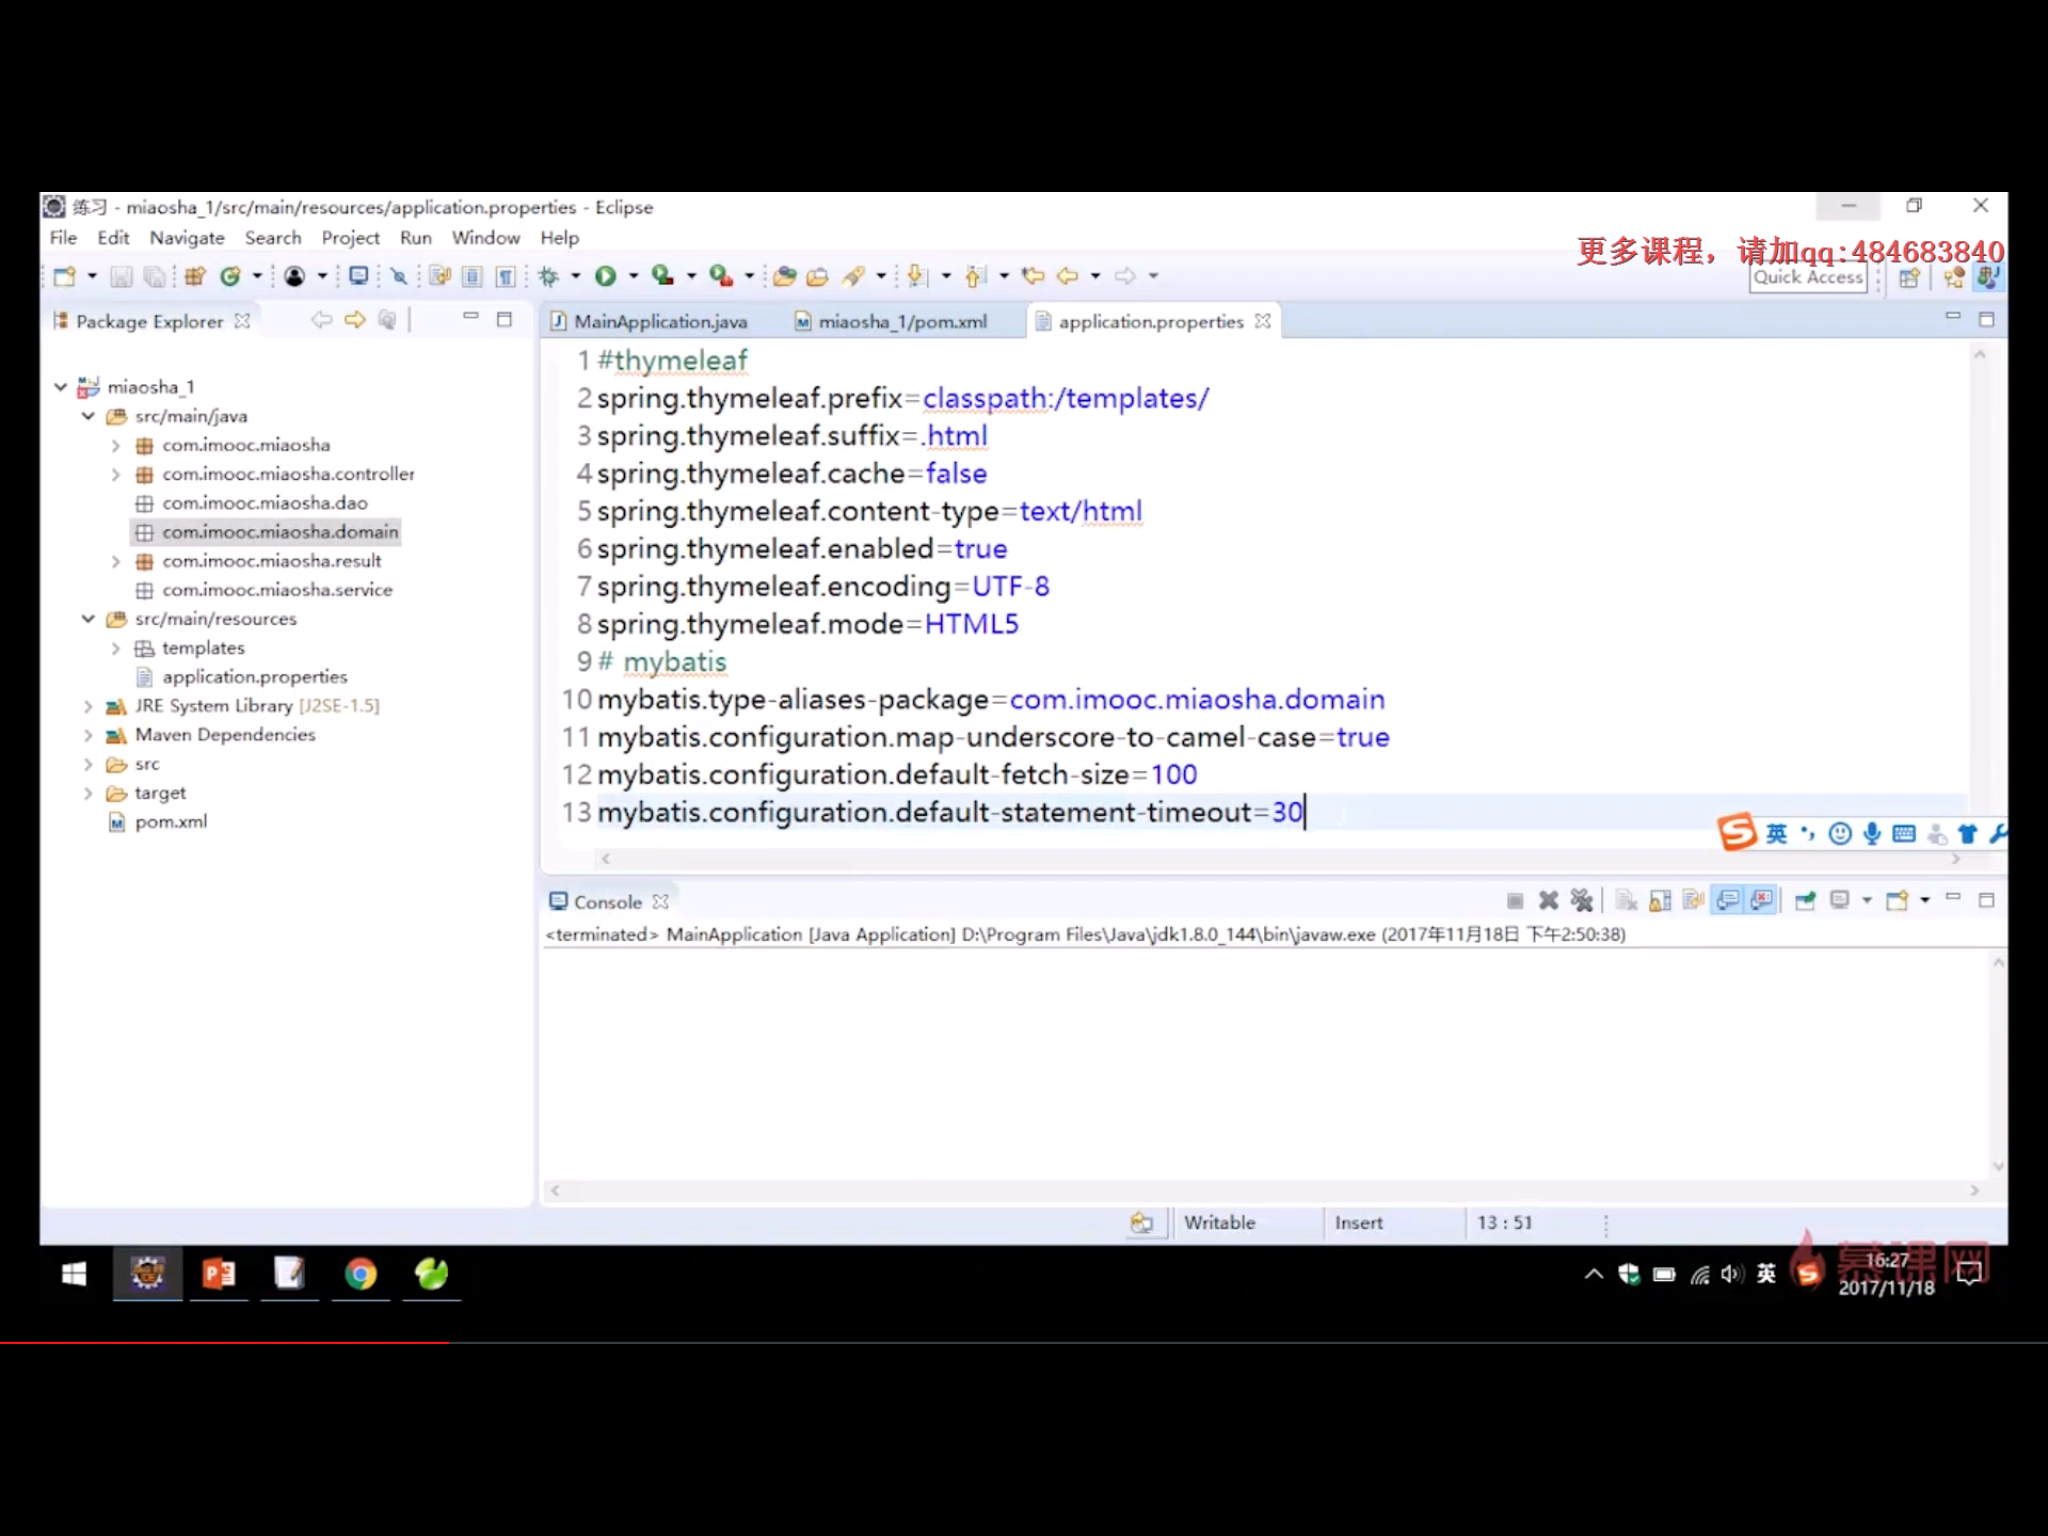 练习 - miaosha_1/src/main/resources/application.properties - Eclipse
File Edit Navigate Search Project Run Window Help
更多课程，请加qq:484683840
Quick Access
Package Explorer
MainApplication.java miaosha_1/pom.xml application.properties
miaosha_1
src/main/java
com.imooc.miaosha
com.imooc.miaosha.controller
com.imooc.miaosha.dao
com.imooc.miaosha.domain
com.imooc.miaosha.result
com.imooc.miaosha.service
src/main/resources
templates
application.properties
JRE System Library [J2SE-1.5]
Maven Dependencies
src
target
pom.xml
1 #thymeleaf
2 spring.thymeleaf.prefix=classpath:/templates/
3 spring.thymeleaf.suffix=.html
4 spring.thymeleaf.cache=false
5 spring.thymeleaf.content-type=text/html
6 spring.thymeleaf.enabled=true
7 spring.thymeleaf.encoding=UTF-8
8 spring.thymeleaf.mode=HTML5
9 # mybatis
10 mybatis.type-aliases-package=com.imooc.miaosha.domain
11 mybatis.configuration.map-underscore-to-camel-case=true
12 mybatis.configuration.default-fetch-size=100
13 mybatis.configuration.default-statement-timeout=30
英
Console
<terminated> MainApplication [Java Application] D:\Program Files\Java\jdk1.8.0_144\bin\javaw.exe (2017年11月18日 下午2:50:38)
Writable Insert 13 : 51
英
慕课网
16:27
2017/11/18